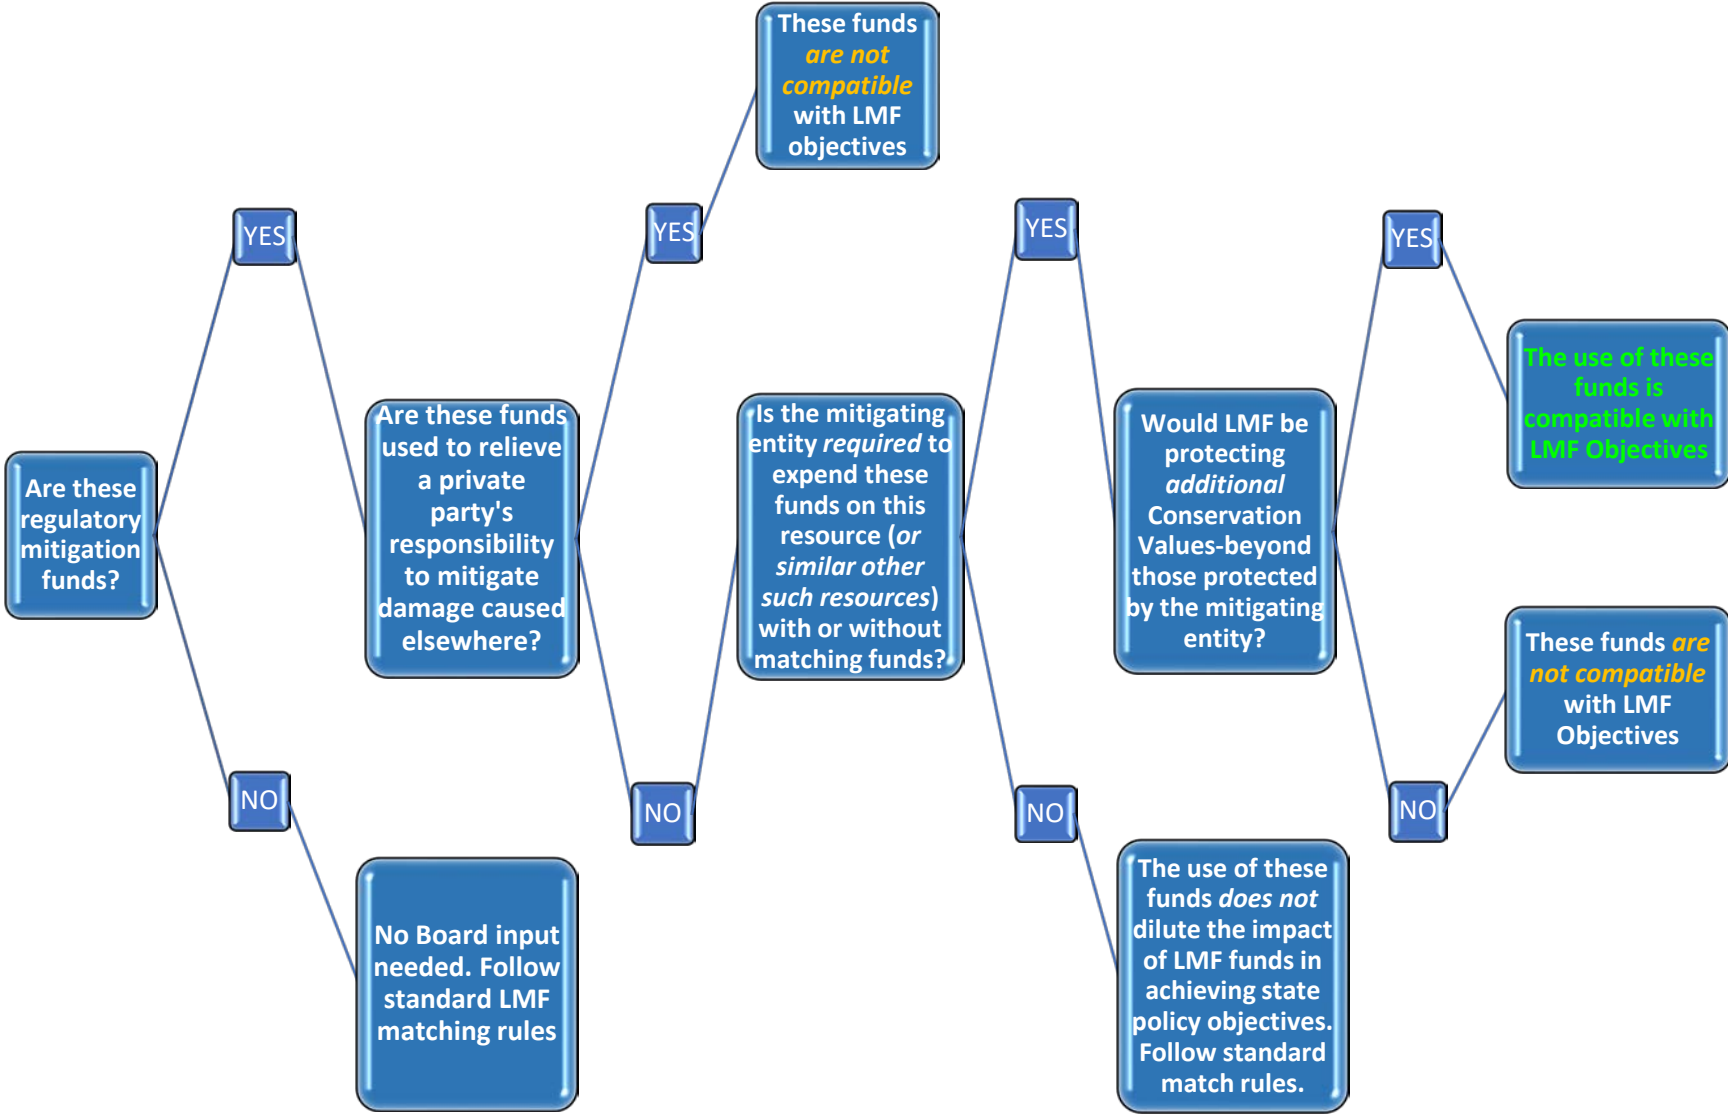 Are these
regulatory
mitigation
funds?
YES
NO
No Board input
needed. Follow
standard LMF
matching rules
Are these funds
used to relieve
a private
party's
responsibility
to mitigate
damage caused
elsewhere?
YES
These funds
are not
compatible
with LMF
objectives
NO
Is the mitigating
entity required to
expend these
funds on this
resource (or
similar other
such resources)
with or without
matching funds?
YES
NO
The use of these
funds does not
dilute the impact
of LMF funds in
achieving state
policy objectives.
Follow standard
match rules.
Would LMF be
protecting
additional
Conservation
Values-beyond
those protected
by the mitigating
entity?
YES
The use of these
funds is
compatible with
LMF Objectives
NO
These funds are
not compatible
with LMF
Objectives